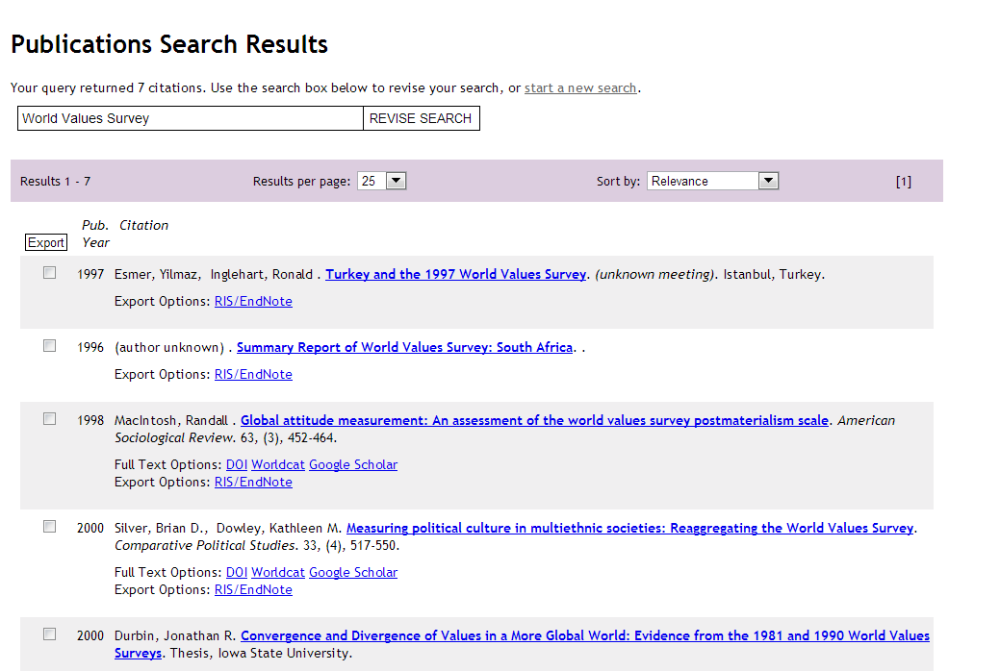 Publications Search Results
Your query returned 7 citations. Use the search box below to revise your search, or start a new search.
World Values Survey REVISE SEARCH
Results 1 - 7 Results per page: 25 Sort by: Relevance [1]
Pub. Citation
Export Year
1997 Esmer, Yilmaz, Inglehart, Ronald . Turkey and the 1997 World Values Survey. (unknown meeting). Istanbul, Turkey.
Export Options: RIS/EndNote
1996 (author unknown) . Summary Report of World Values Survey: South Africa. .
Export Options: RIS/EndNote
1998 MacIntosh, Randall . Global attitude measurement: An assessment of the world values survey postmaterialism scale. American
Sociological Review. 63, (3), 452-464.
Full Text Options: DOI Worldcat Google Scholar
Export Options: RIS/EndNote
2000 Silver, Brian D., Dowley, Kathleen M. Measuring political culture in multiethnic societies: Reaggregating the World Values Survey.
Comparative Political Studies. 33, (4), 517-550.
Full Text Options: DOI Worldcat Google Scholar
Export Options: RIS/EndNote
2000 Durbin, Jonathan R. Convergence and Divergence of Values in a More Global World: Evidence from the 1981 and 1990 World Values
Surveys. Thesis, Iowa State University.